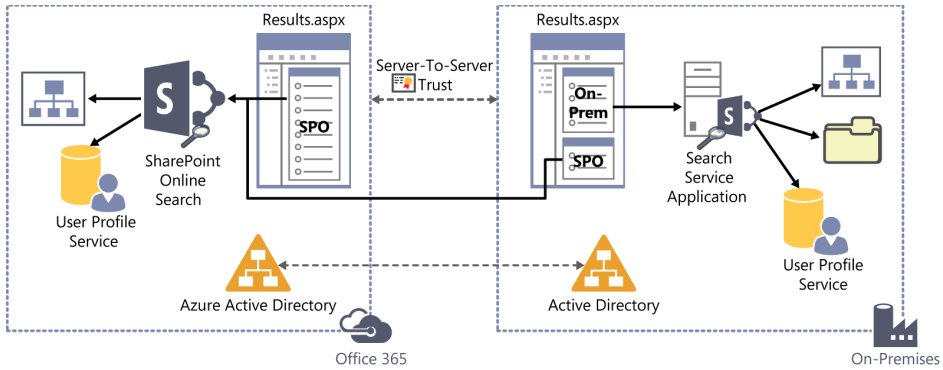 Results.aspx
Results.aspx
Server-To-Server
Trust
SPO
On-
Prem
SPO
S
S
SharePoint
Online
Search
User Profile
Service
Search
Service
Application
User Profile
Service
Azure Active Directory
Active Directory
Office 365
On-Premises